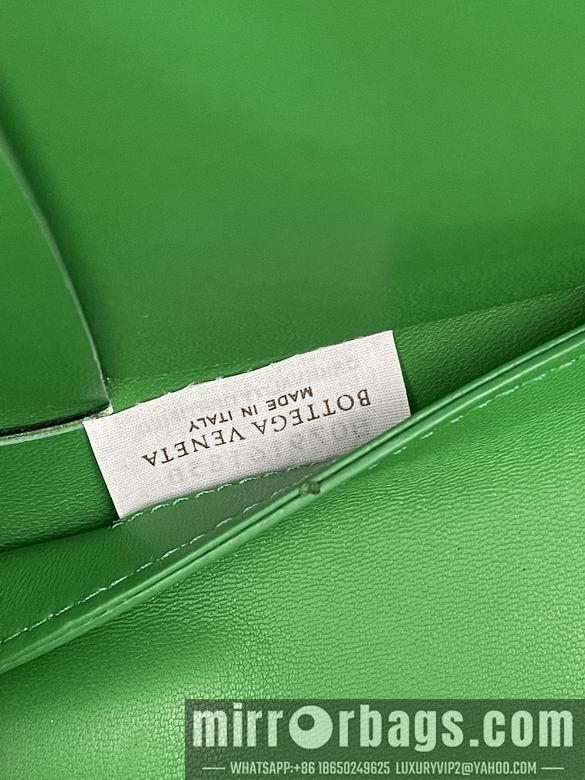 BOTTEGA VENETA
MADE IN ITALY
mirrorbags.com
WHATSAPP:+86 18650249625 LUXURYVIP2@YAHOO.COM